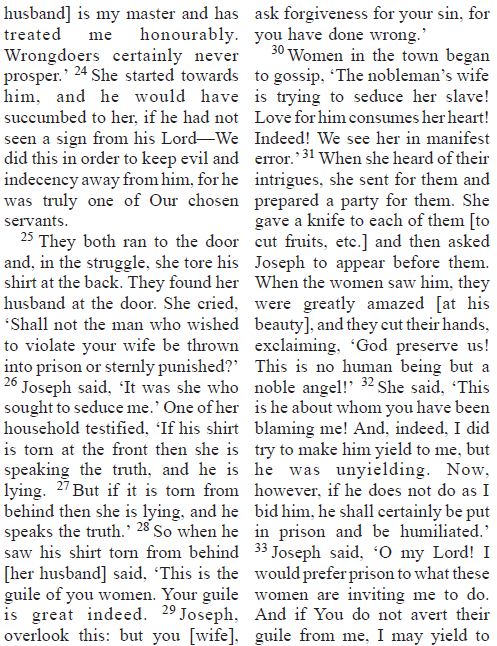 husband] is my master and has
treated me honourably.
Wrongdoers certainly never
prosper.’ 24 She started towards
him, and he would have
succumbed to her, if he had not
seen a sign from his Lord—We
did this in order to keep evil and
indecency away from him, for he
was truly one of Our chosen
servants.
25 They both ran to the door
and, in the struggle, she tore his
shirt at the back. They found her
husband at the door. She cried,
‘Shall not the man who wished
to violate your wife be thrown
into prison or sternly punished?’
26 Joseph said, ‘It was she who
sought to seduce me.’ One of her
household testified, ‘If his shirt
is torn at the front then she is
speaking the truth, and he is
lying. 27 But if it is torn from
behind then she is lying, and he
speaks the truth.’ 28 So when he
saw his shirt torn from behind
[her husband] said, ‘This is the
guile of you women. Your guile
is great indeed. 29 Joseph,
overlook this: but you [wife],
ask forgiveness for your sin, for
you have done wrong.’
30 Women in the town began
to gossip, ‘The nobleman’s wife
is trying to seduce her slave!
Love for him consumes her heart!
Indeed! We see her in manifest
error.’ 31 When she heard of their
intrigues, she sent for them and
prepared a party for them. She
gave a knife to each of them [to
cut fruits, etc.] and then asked
Joseph to appear before them.
When the women saw him, they
were greatly amazed [at his
beauty], and they cut their hands,
exclaiming, ‘God preserve us!
This is no human being but a
noble angel!’ 32 She said, ‘This
is he about whom you have been
blaming me! And, indeed, I did
try to make him yield to me, but
he was unyielding. Now,
however, if he does not do as I
bid him, he shall certainly be put
in prison and be humiliated.’
33 Joseph said, ‘O my Lord! I
would prefer prison to what these
women are inviting me to do.
And if You do not avert their
guile from me, I may yield to